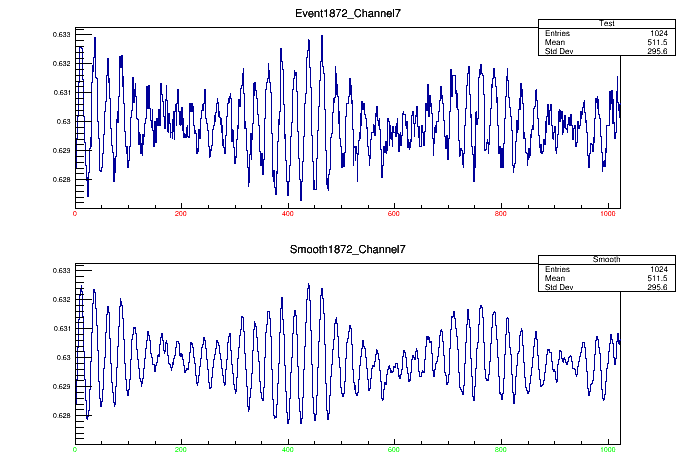 Event1872_Channel7
Test
Entries 1024
Mean 511.5
Std Dev 295.6
0.633
0.632
0.631
0.63
0.629
0.628
0 200 400 600 800 1000
Smooth1872_Channel7
Smooth
Entries 1024
Mean 511.5
Std Dev 295.6
0.633
0.632
0.631
0.63
0.629
0.628
0 200 400 600 800 1000